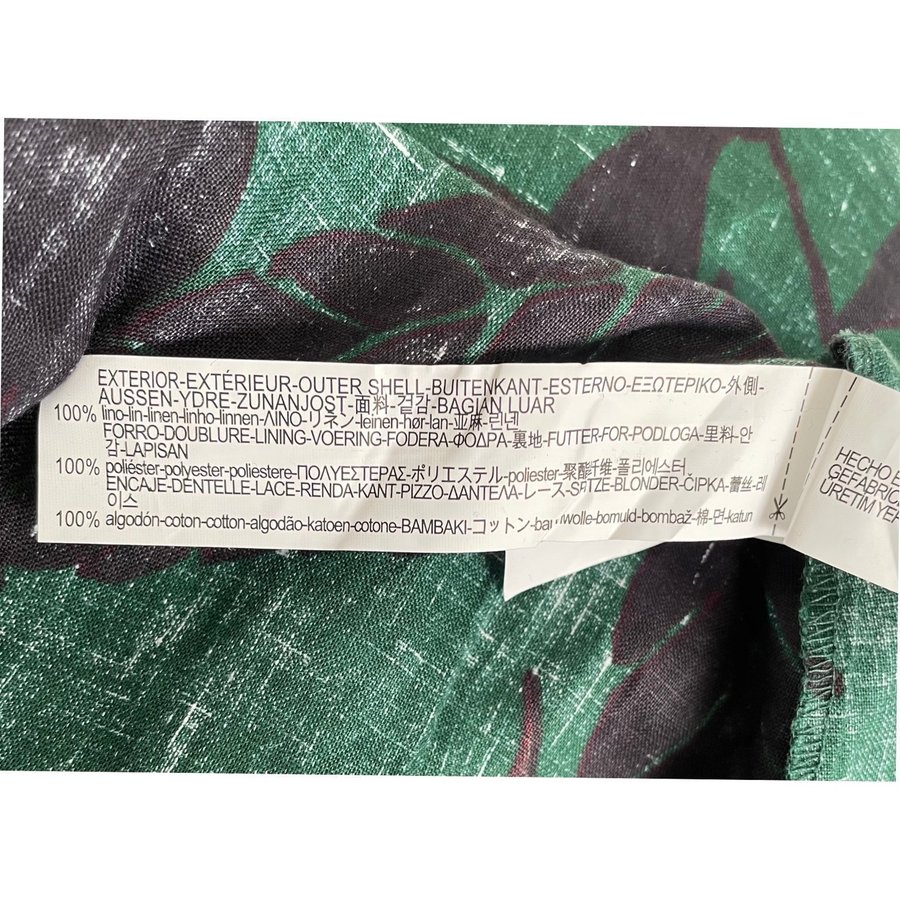 EXTERIOR-EXTÉRIEUR-OUTER SHELL-BUITENKANT-ESTERNO-ΕΞΩΤΕΡΙΚΟ-外側-
AUSSEN-YDRE-ZUNANJOST-面料-겉감-BAGIAN LUAR
100% lino-lin-linen-linho-linnen-ΛΙΝΟ-リネン-leinen-hør-lan-亚麻-린넨
FORRO-DOUBLURE-LINING-VOERING-FODERA-ΦΟΔΡΑ-裏地-FUTTER-FOR-PODLOGA-里料-안
감-LAPISAN
100% poliéster-polyester-poliestere-ΠΟΛΥΕΣΤΕΡΑΣ-ポリエステル-poliester-聚酯纤维-폴리에스터
ENCAJE-DENTELLE-LACE-RENDA-KANT-PIZZO-ΔΑΝΤΕΛΑ-レース-SPITZE-BLONDER-ČIPKA-蕾丝-레
이스
100% algodón-coton-cotton-algodão-katoen-cotone-ΒΑΜΒΑΚΙ-コットン-baumwolle-bomuld-bombaž-棉-면-katun
HECHO E
GEFABRIC
URETIM YEF